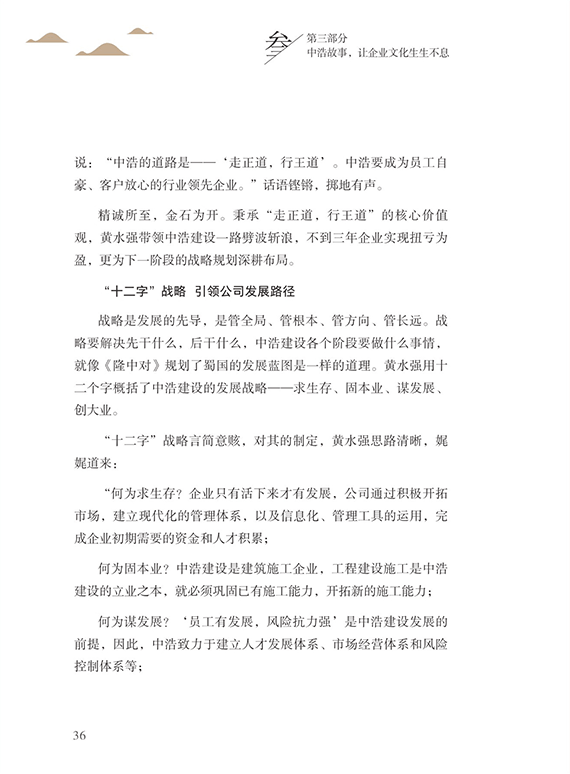 叁
第三部分
中浩故事，让企业文化生生不息
说：“中浩的道路是——‘走正道，行王道’。中浩要成为员工自
豪、客户放心的行业领先企业。”话语铿锵，掷地有声。
精诚所至，金石为开。秉承“走正道，行王道”的核心价值
观，黄水强带领中浩建设一路劈波斩浪，不到三年企业实现扭亏为
盈，更为下一阶段的战略规划深耕布局。
“十二字”战略 引领公司发展路径
战略是发展的先导，是管全局、管根本、管方向、管长远。战
略要解决先干什么，后干什么，中浩建设各个阶段要做什么事情，
就像《隆中对》规划了蜀国的发展蓝图是一样的道理。黄水强用十
二个字概括了中浩建设的发展战略——求生存、固本业、谋发展、
创大业。
“十二字”战略言简意赅，对其的制定，黄水强思路清晰，娓
娓道来：
“何为求生存？企业只有活下来才有发展，公司通过积极开拓
市场，建立现代化的管理体系，以及信息化、管理工具的运用，完
成企业初期需要的资金和人才积累；
何为固本业？中浩建设是建筑施工企业，工程建设施工是中浩
建设的立业之本，就必须巩固已有施工能力，开拓新的施工能力；
何为谋发展？‘员工有发展，风险抗力强’是中浩建设发展的
前提，因此，中浩致力于建立人才发展体系、市场经营体系和风险
控制体系等；
36